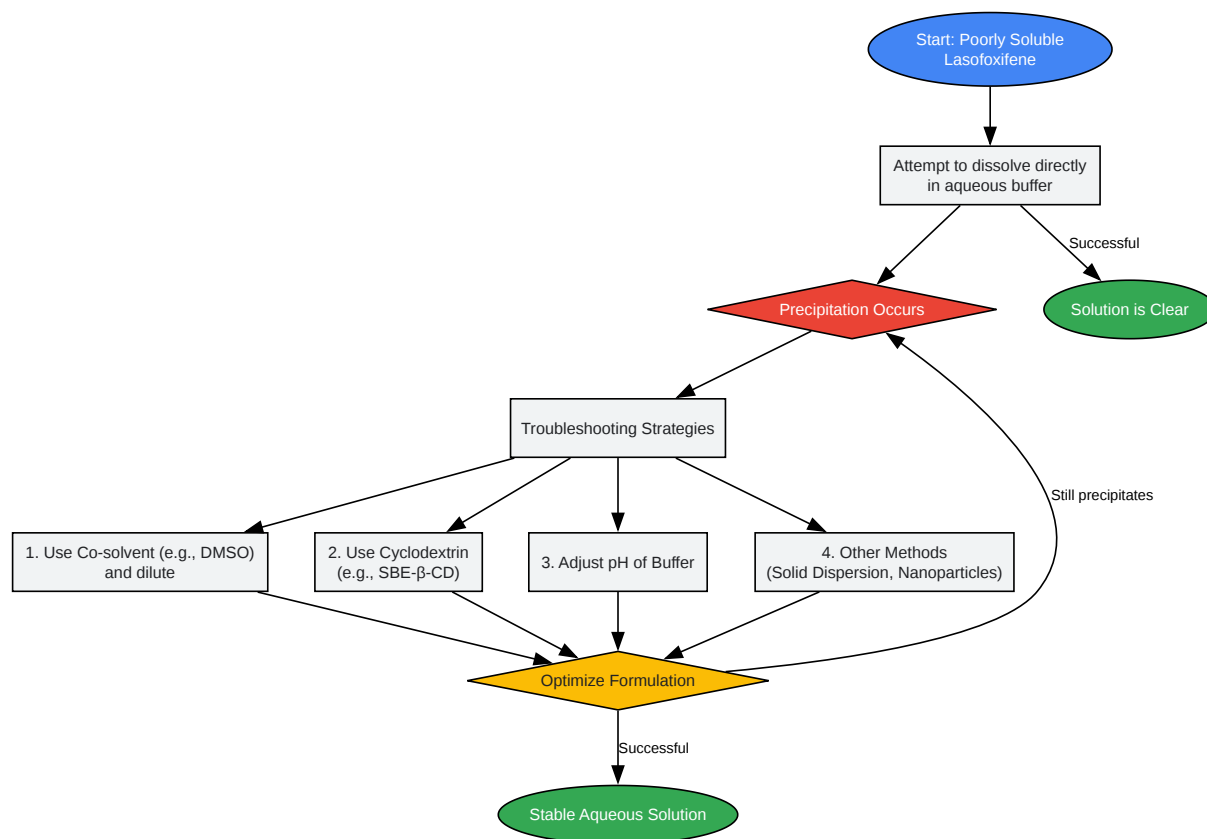 Start: Poorly Soluble
Lasofoxifene
Attempt to dissolve directly
in aqueous buffer
Successful
Precipitation Occurs
Solution is Clear
Troubleshooting Strategies
Still precipitates
1. Use Co-solvent (e.g., DMSO)
and dilute
2. Use Cyclodextrin
(e.g., SBE-β-CD)
3. Adjust pH of Buffer
4. Other Methods
(Solid Dispersion, Nanoparticles)
Optimize Formulation
Successful
Stable Aqueous Solution